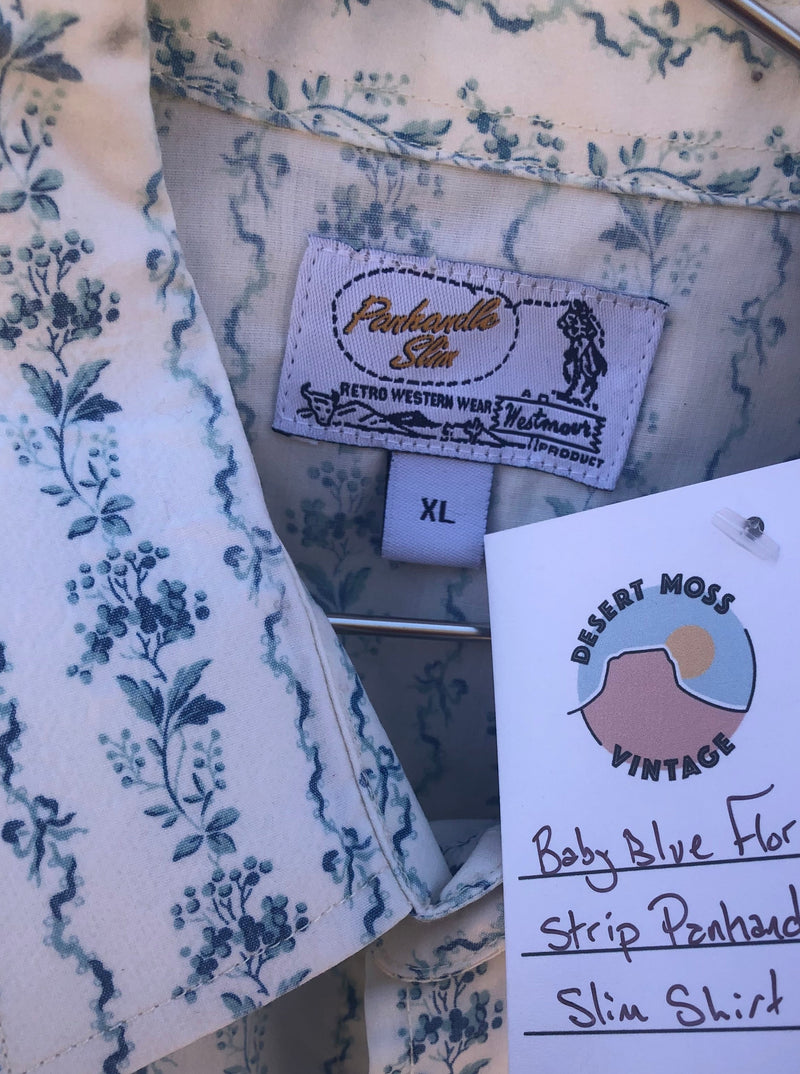 Panhandle
Slim
RETRO WESTERN WEAR
Westmoor
PRODUCT
XL
DESERT MOSS
VINTAGE
Baby Blue Flor
Strip Panhand
Slim Shirt